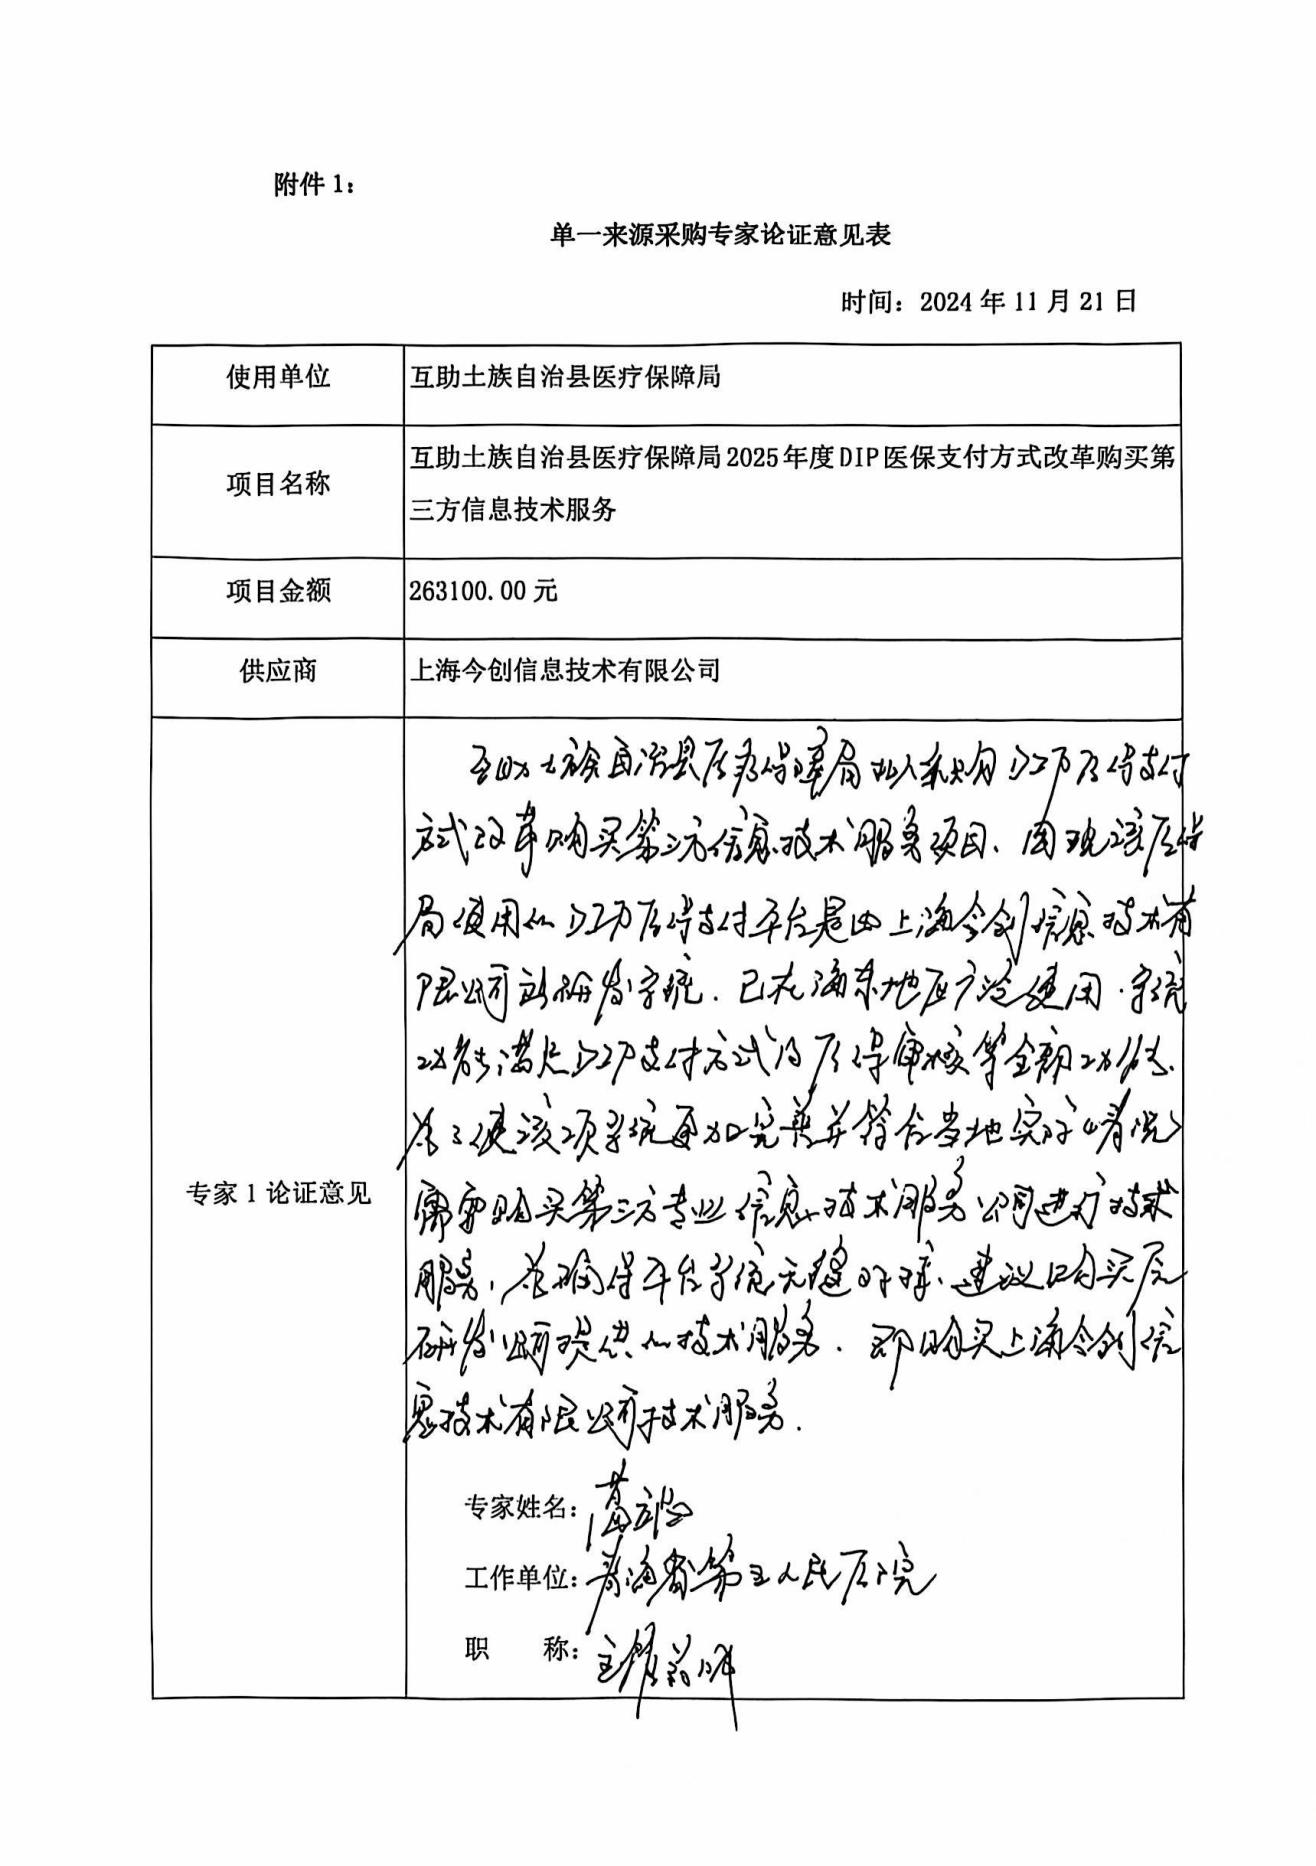 附件1：
单一来源采购专家论证意见表
时间：2024年11月21日
使用单位
互助土族自治县医疗保障局
项目名称
互助土族自治县医疗保障局2025年度DIP医保支付方式改革购买第
三方信息技术服务
项目金额
263100.00元
供应商
上海今创信息技术有限公司
专家1论证意见
互助土族自治县医疗保障局拟采购DIP医保支付
方式改革购买第三方信息技术服务项目、因现该医保
局使用的DIP医保支付平台是由上海今创信息技术有
限公司所研发系统．已在海东地区广泛使用．系统
功能满足DIP支付方式的医保审核等全部功能．
为了使该项系统更加完善并符合当地实际情况
需要购买第三方专业信息技术服务公司进行技术
服务，为确保平台系统无缝对接、建议购买原
研发公司提供的技术服务．即购买上海今创信
息技术有限公司技术服务．
专家姓名：
工作单位：青海省第五人民医院
职　称：主管药师